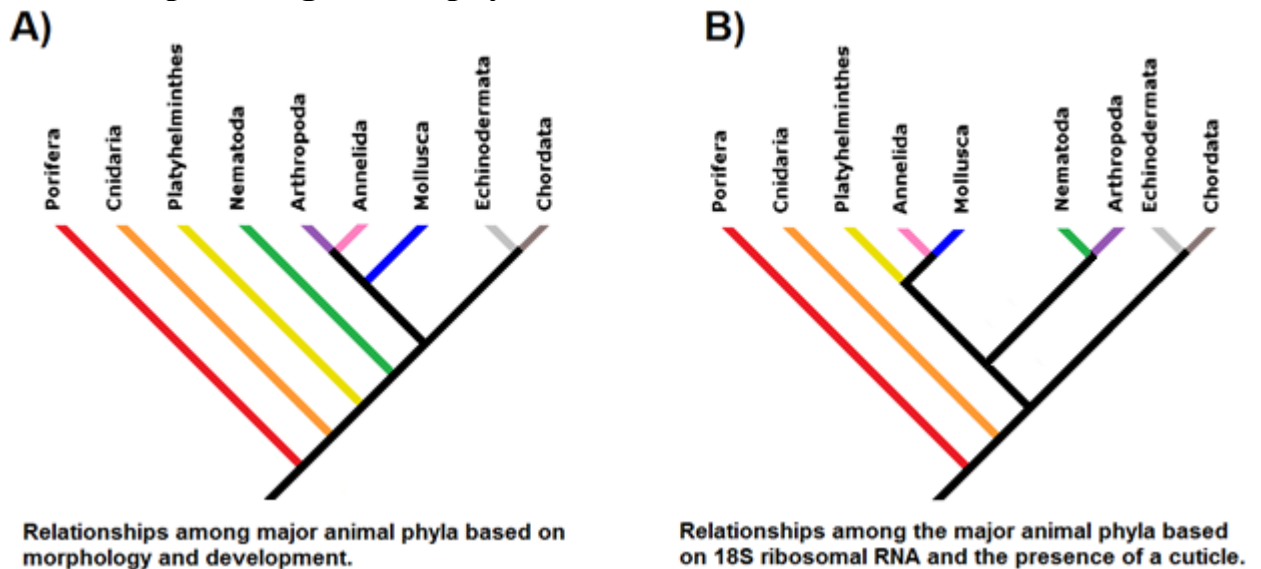 A)
Porifera
Cnidaria
Platyhelminthes
Nematoda
Arthropoda
Annelida
Mollusca
Echinodermata
Chordata
Relationships among major animal phyla based on
morphology and development.
B)
Porifera
Cnidaria
Platyhelminthes
Annelida
Mollusca
Nematoda
Arthropoda
Echinodermata
Chordata
Relationships among the major animal phyla based
on 18S ribosomal RNA and the presence of a cuticle.